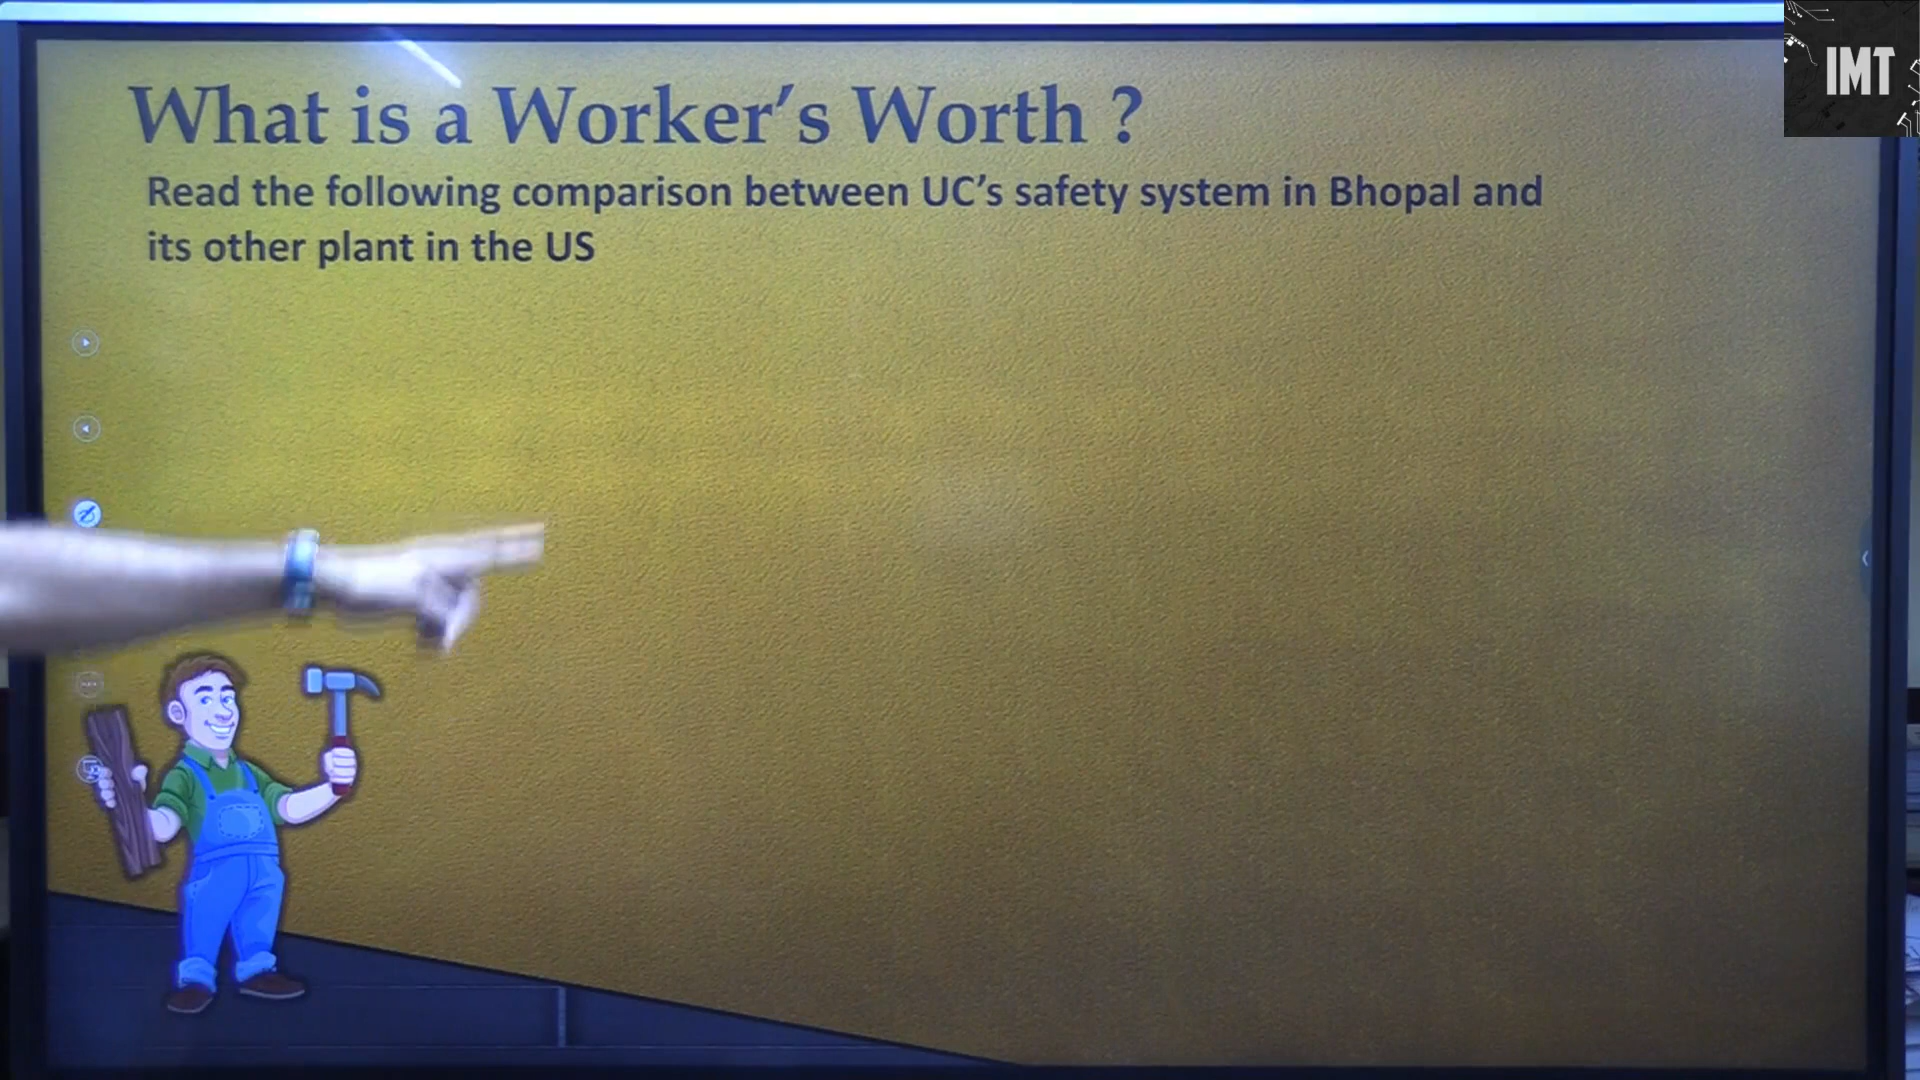 What is a Worker's Worth ?
Read the following comparison between UC's safety system in Bhopal and
its other plant in the US
IMT